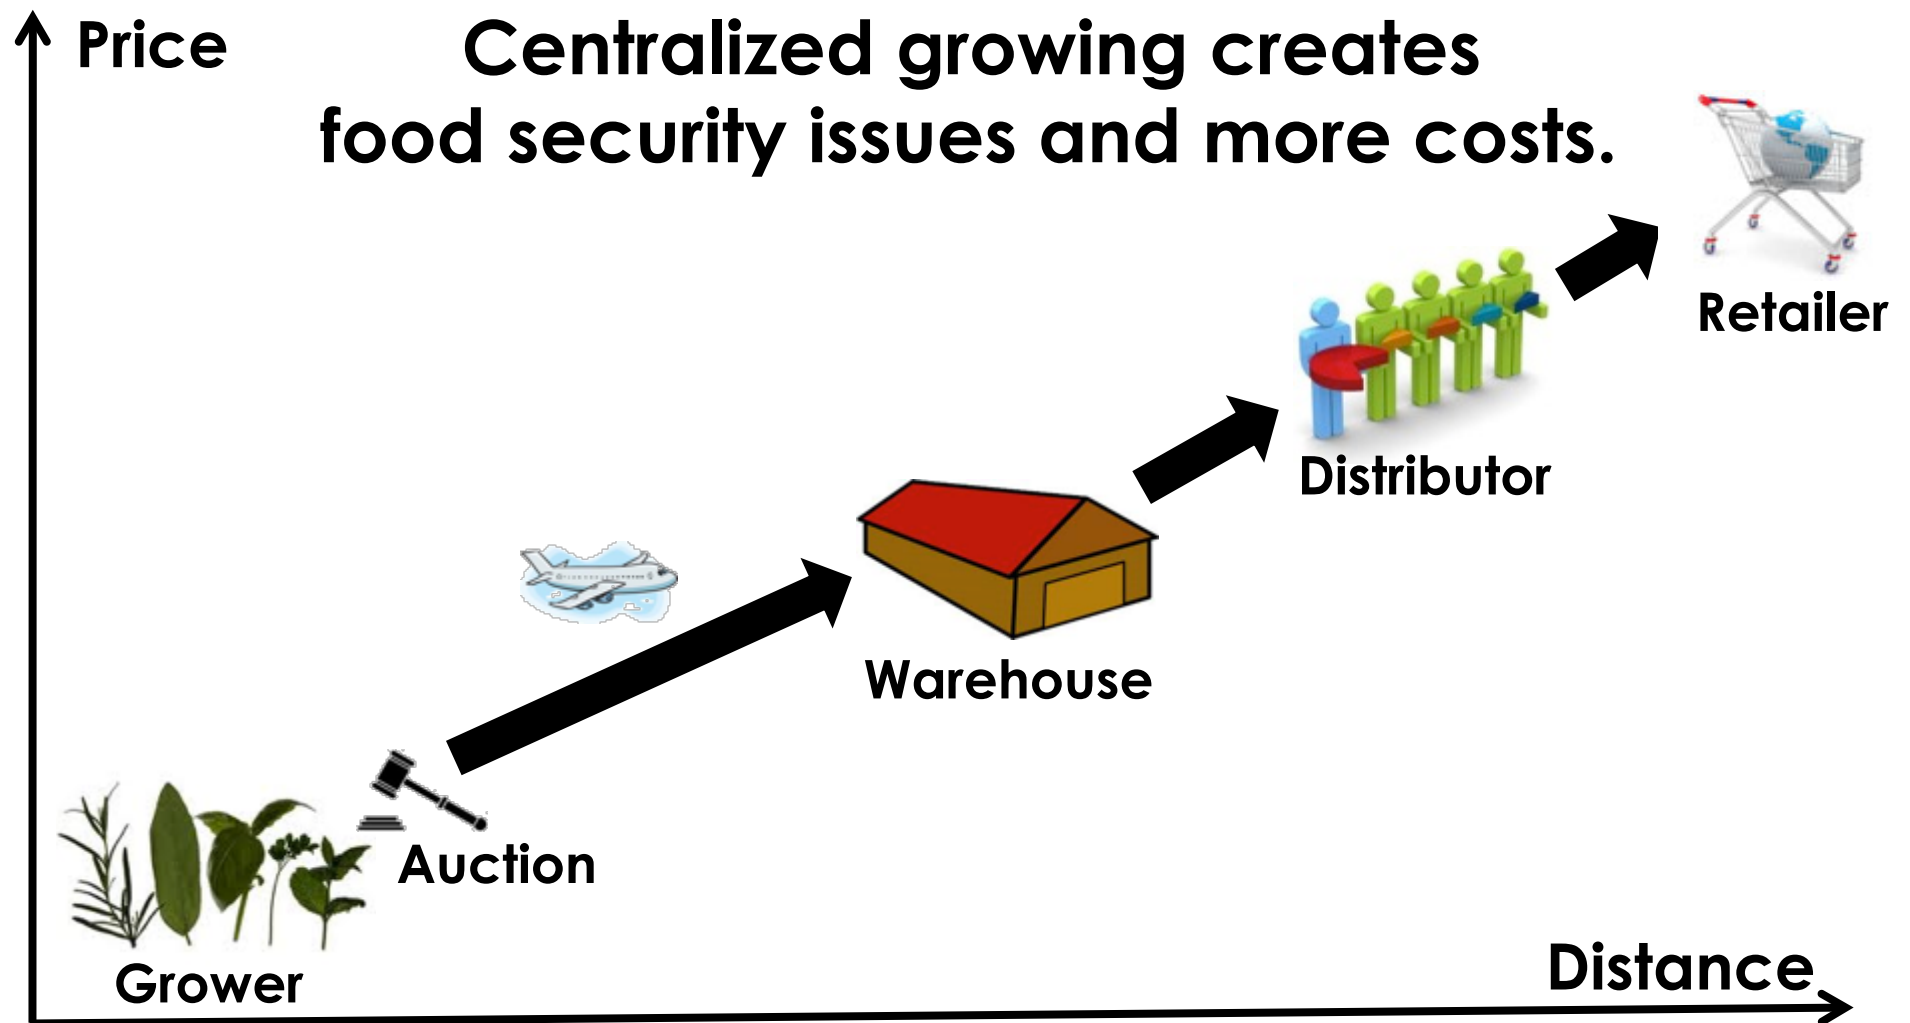 Price
Centralized growing creates
food security issues and more costs.
Retailer
Distributor
Warehouse
Auction
Grower
Distance